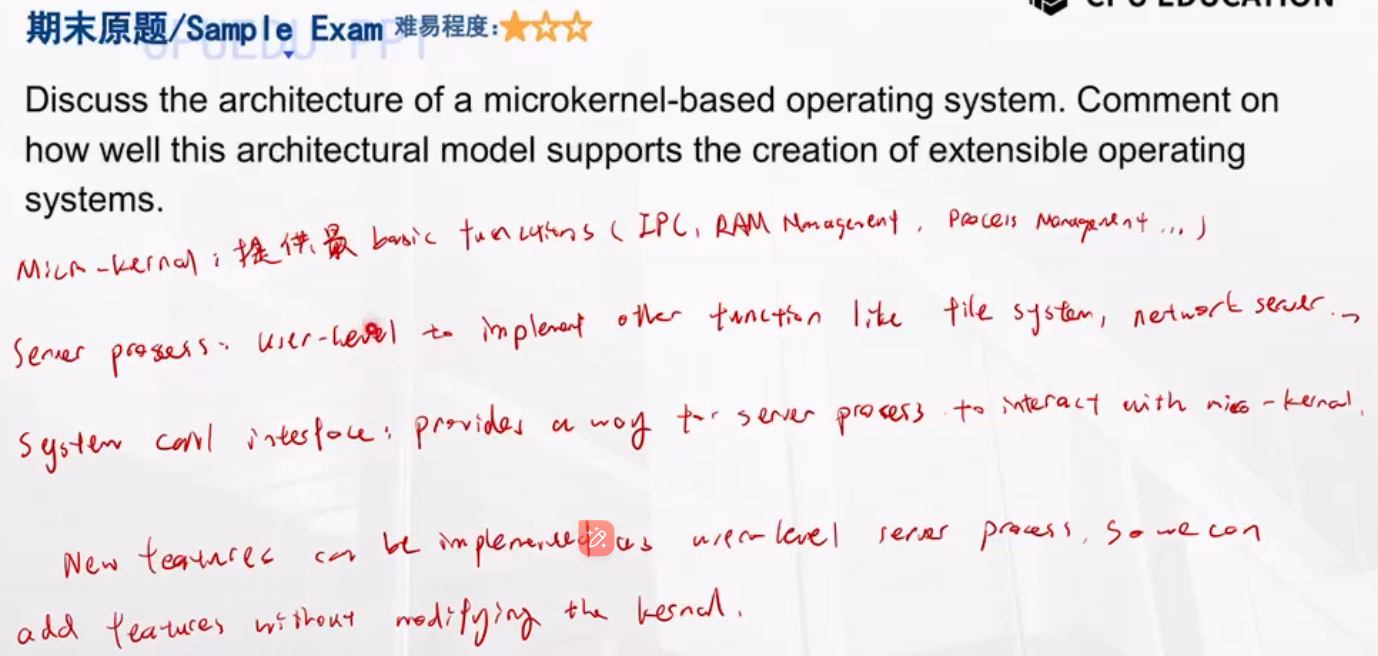 CPU EDUCATION
期末原题/Sample Exam 难易程度:
Discuss the architecture of a microkernel-based operating system. Comment on
how well this architectural model supports the creation of extensible operating
systems.
Micro-kernal: 提供最 basic functions ( IPC, RAM Management, Process Management ... )
Server process: user-level to implement other function like file system, network server..
System call interface: provides a way for server process to interact with micro-kernal.
New features can be implemented as user-level server process, so we can
add features without modifying the kernal.